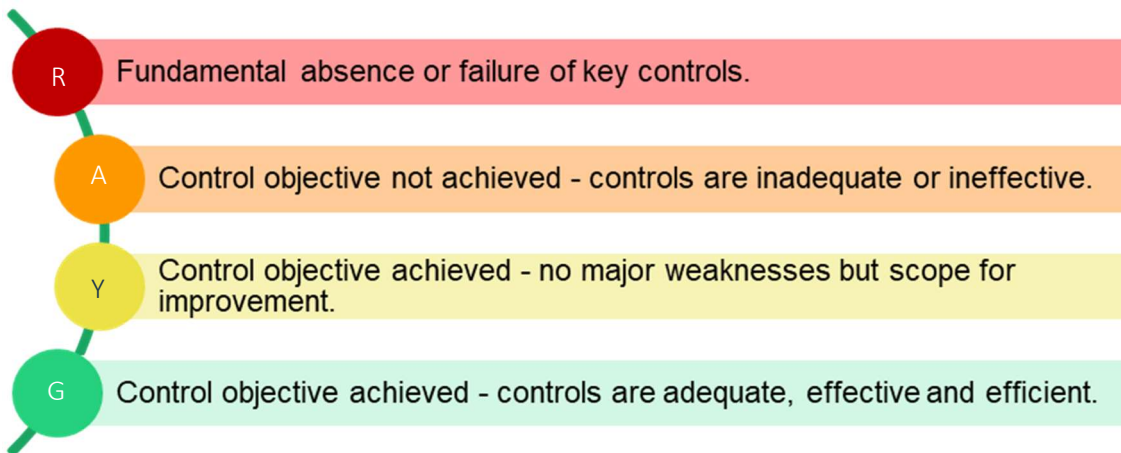 R
Fundamental absence or failure of key controls.
A
Control objective not achieved - controls are inadequate or ineffective.
Y
Control objective achieved - no major weaknesses but scope for
improvement.
G
Control objective achieved - controls are adequate, effective and efficient.